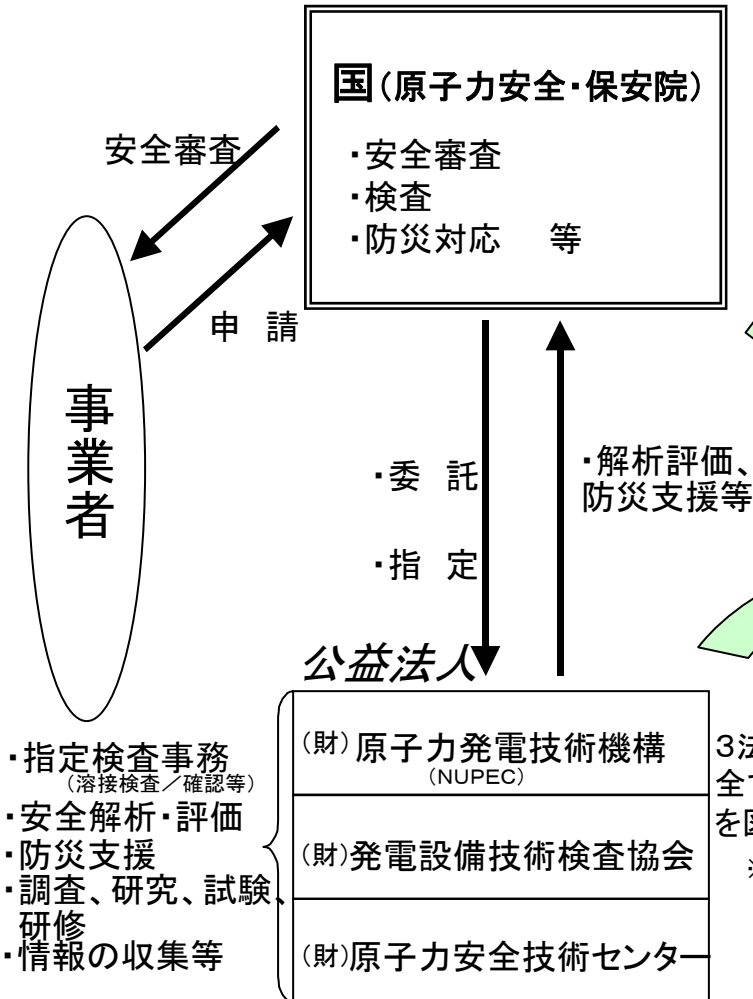 国(原子力安全・保安院)
・安全審査
・検査
・防災対応　等
安全審査
申　請
事業者
・委　託
・指　定
・解析評価、
防災支援等
公益法人
(財)原子力発電技術機構
(NUPEC)
(財)発電設備技術検査協会
(財)原子力安全技術センター
・指定検査事務
(溶接検査／確認等)
・安全解析・評価
・防災支援
・調査、研究、試験、
研修
・情報の収集等
3法
全
を
※